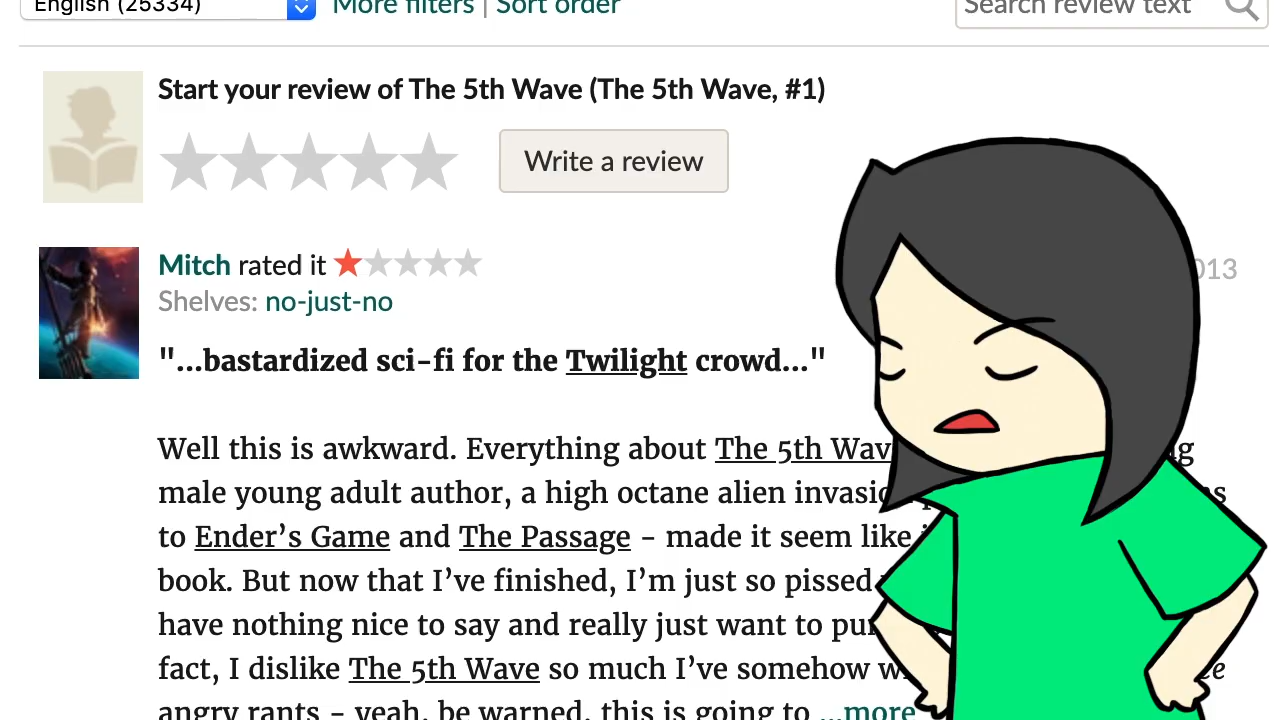 English (25334) More filters | Sort order Search review text
Start your review of The 5th Wave (The 5th Wave, #1)
Write a review
Mitch rated it
013
Shelves: no-just-no
"...bastardized sci-fi for the Twilight crowd..."
Well this is awkward. Everything about The 5th Wav
male young adult author, a high octane alien
to Ender’s Game and The Passage - made it seem like
book. But now that I’ve finished, I’m just so pissed
have nothing nice to say and really just want to
fact, I dislike The 5th Wave so much I’ve somehow
angry rants - yeah, be warned, this is going to ...more